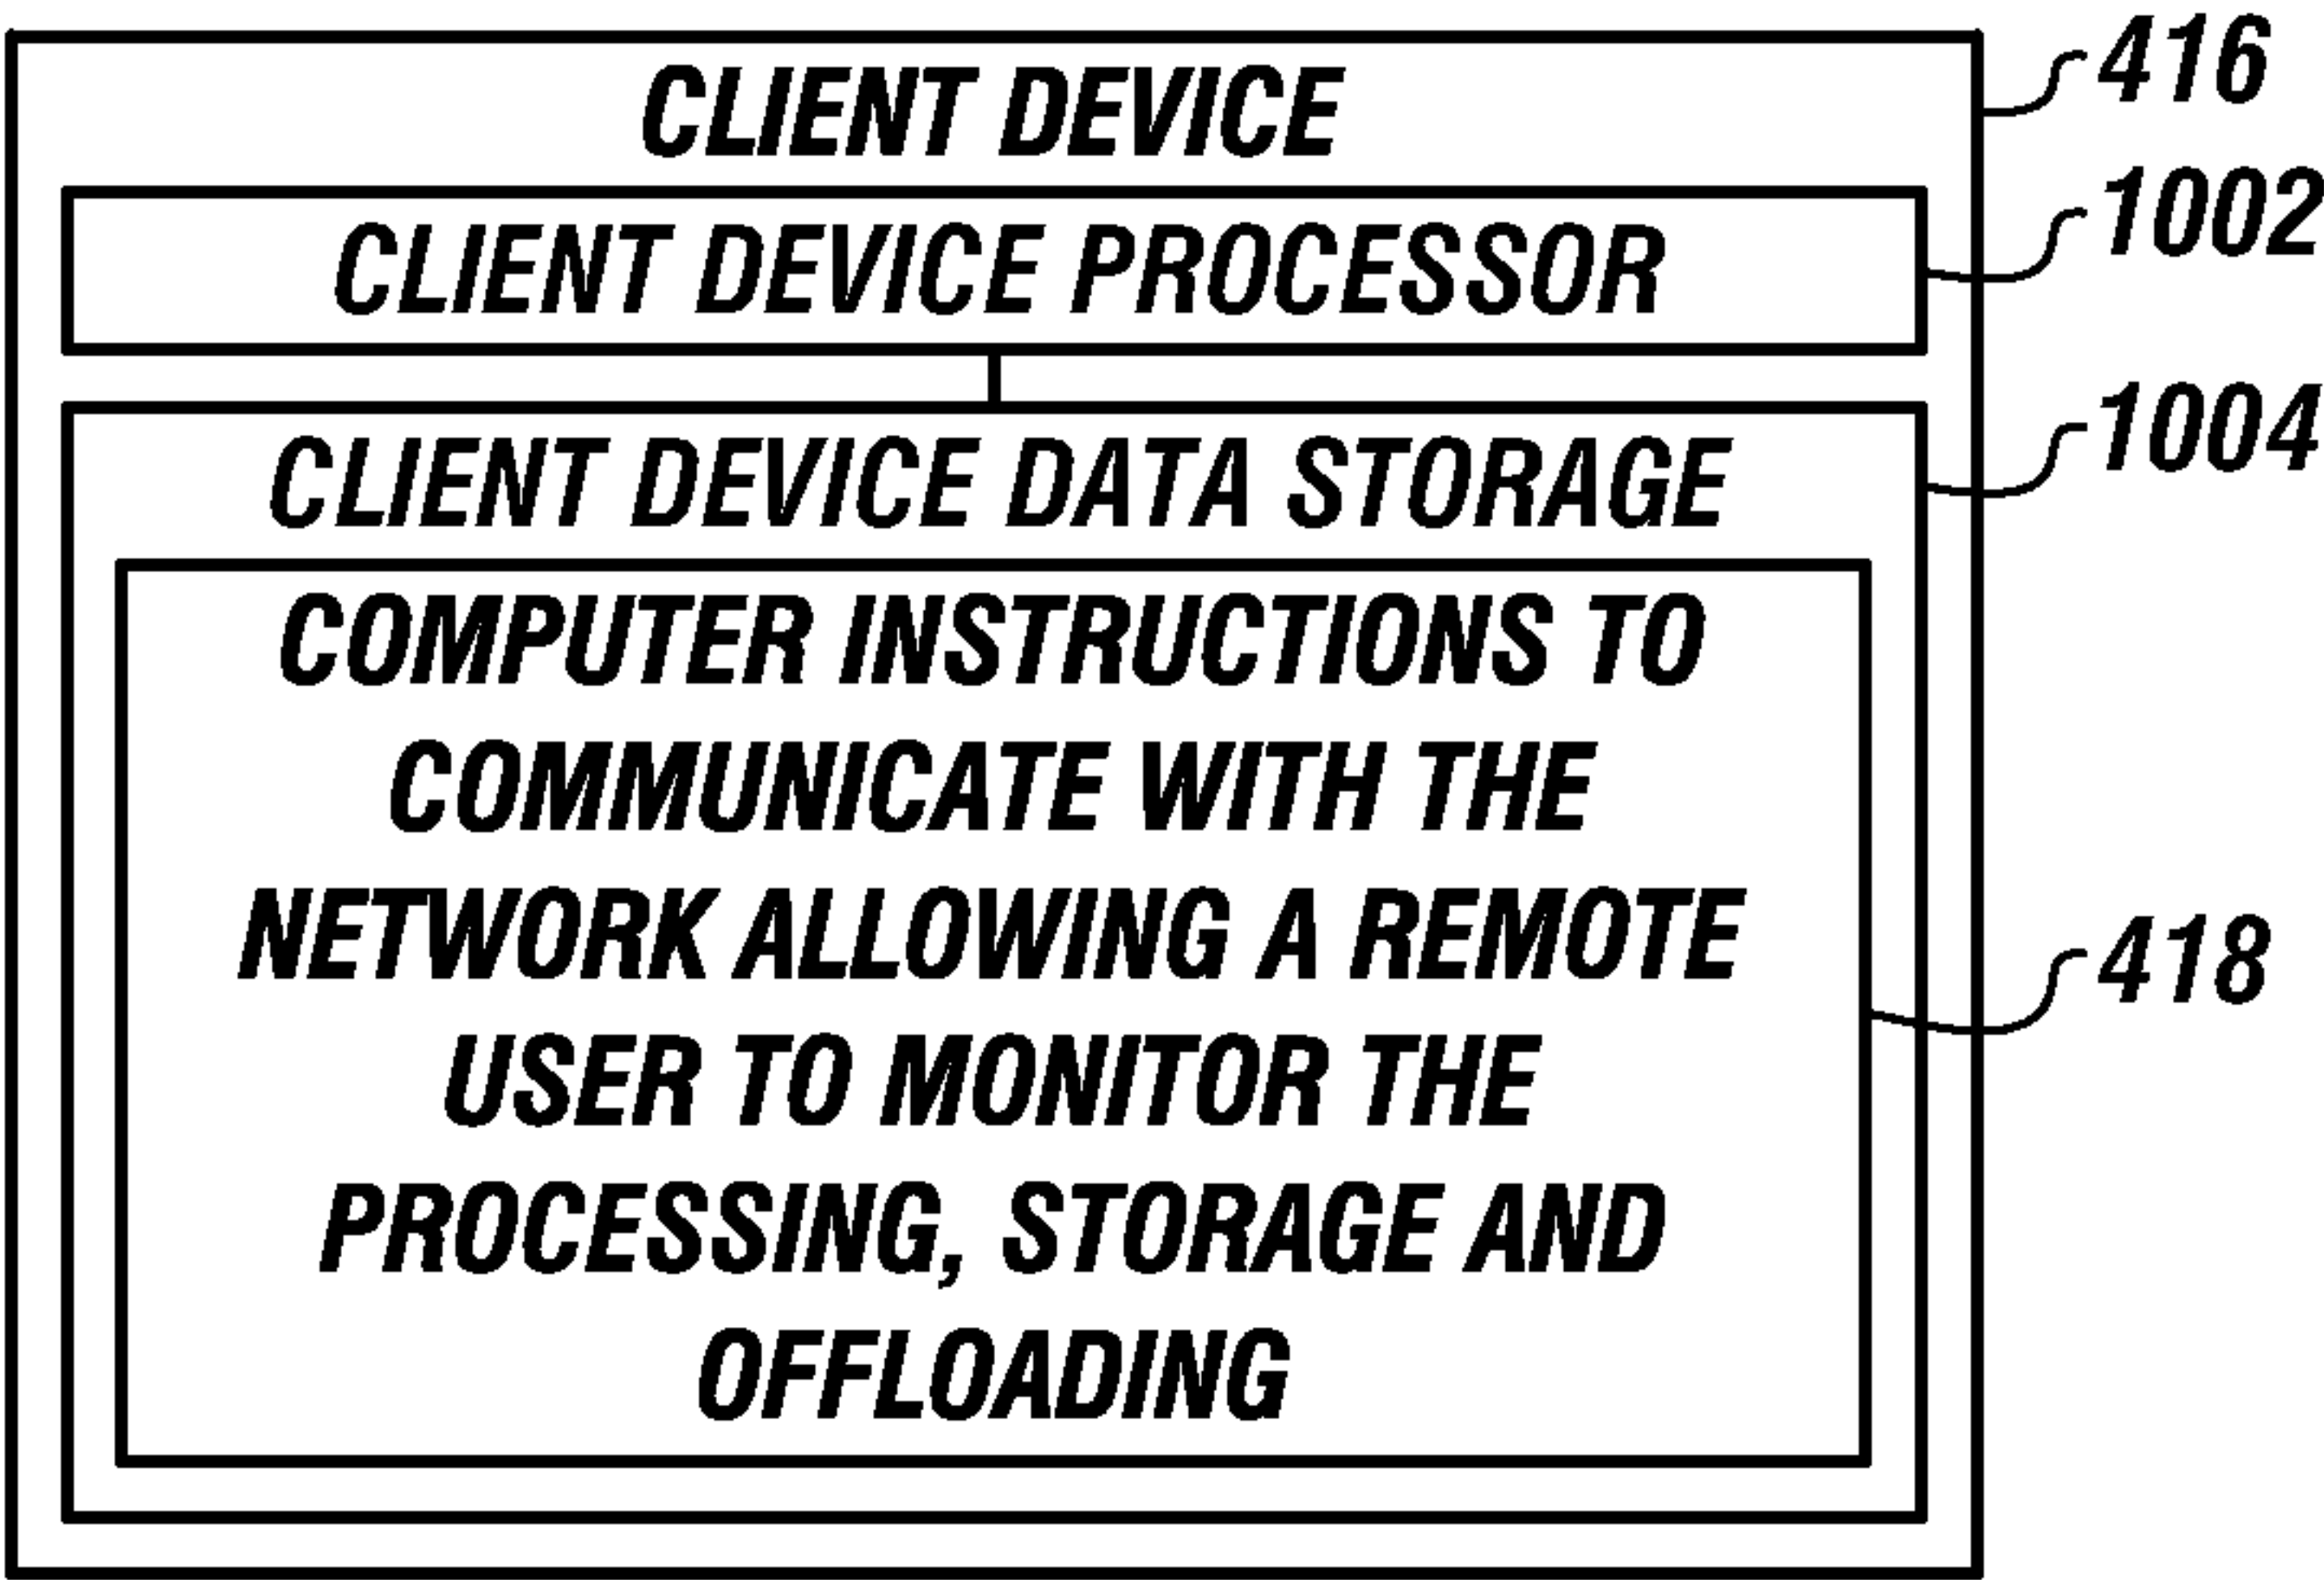 CLIENT DEVICE
416
CLIENT DEVICE PROCESSOR
1002
CLIENT DEVICE DATA STORAGE
1004
COMPUTER INSTRUCTIONS TO
COMMUNICATE WITH THE
NETWORK ALLOWING A REMOTE
418
USER TO MONITOR THE
PROCESSING, STORAGE AND
OFFLOADING